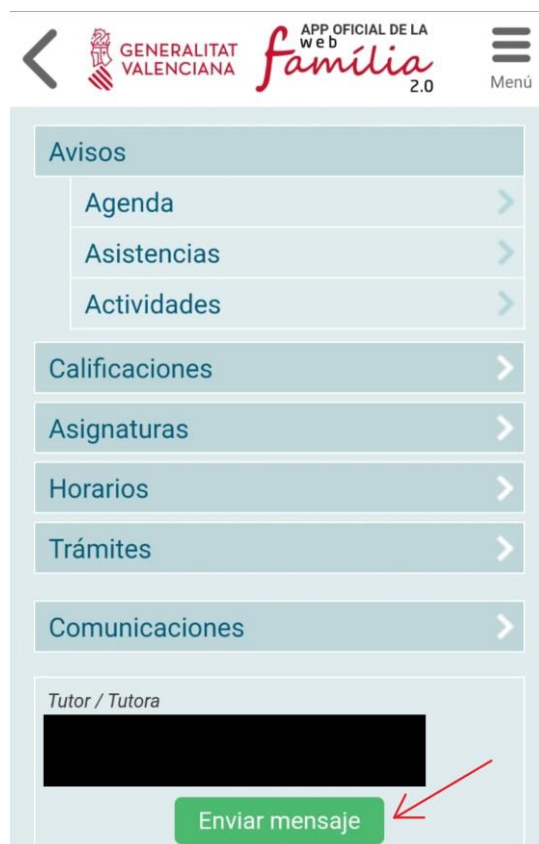 GENERALITAT
VALENCIANA
APP OFICIAL DE LA
web
Família
2.0
Menú
Avisos
Agenda
Asistencias
Actividades
Calificaciones
Asignaturas
Horarios
Trámites
Comunicaciones
Tutor / Tutora
Enviar mensaje